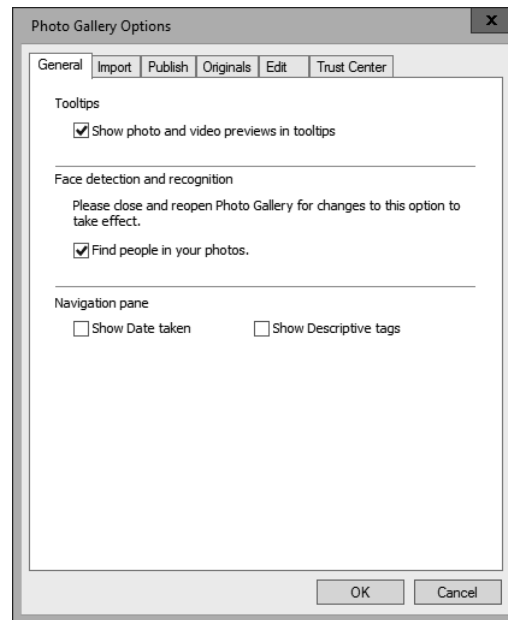 Photo Gallery Options
x
General Import Publish Originals Edit Trust Center
Tooltips
Show photo and video previews in tooltips
Face detection and recognition
Please close and reopen Photo Gallery for changes to this option to
take effect.
Find people in your photos.
Navigation pane
Show Date taken Show Descriptive tags
OK Cancel